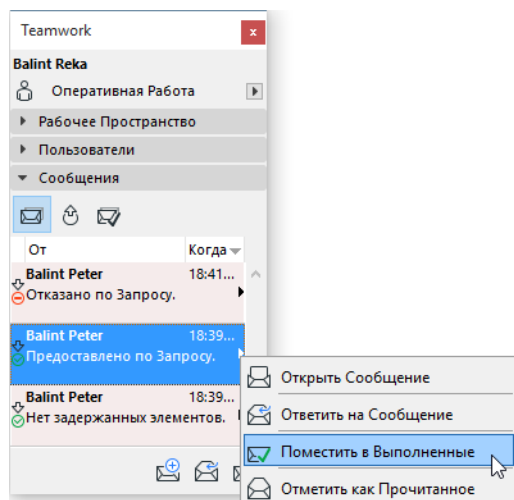 Teamwork
Balint Reka
Оперативная Работа
Рабочее Пространство
Пользователи
Сообщения
От Когда
Balint Peter 18:41...
Отказано по Запросу.
Balint Peter 18:39...
Предоставлено по Запросу.
Balint Peter 18:39...
Нет задержанных элементов.
Открыть Сообщение
Ответить на Сообщение
Поместить в Выполненные
Отметить как Прочитанное